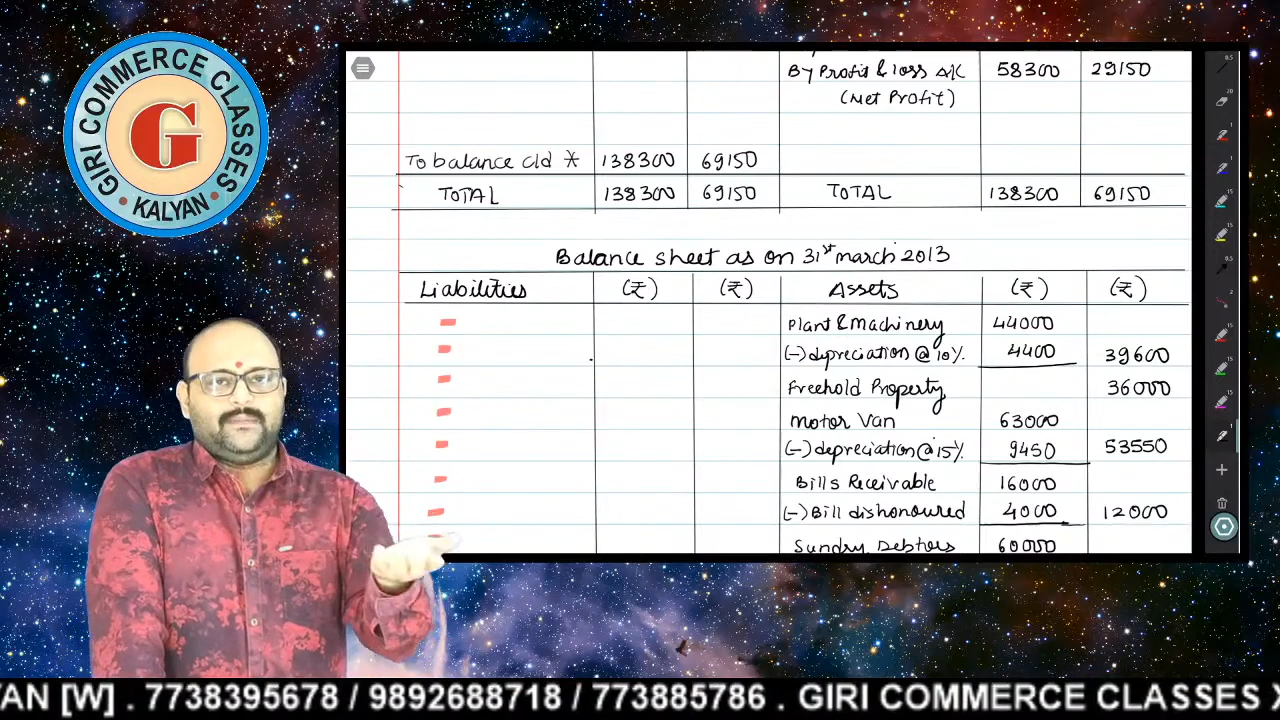 GIRI COMMERCE CLASSES
G
• KALYAN •
By Profit & loss A/C 58300 29150
(Net Profit)
To balance c/d * 138300 69150
TOTAL 138300 69150 TOTAL 138300 69150
Balance sheet as on 31st march 2013
Liabilities (₹) (₹) Assets (₹) (₹)
Plant & Machinery 44000
(-) depreciation @ 10%. 4400 39600
Freehold Property 36000
Motor Van 63000
(-) depreciation @ 15%. 9450 53550
Bills Receivable 16000
(-) Bill dishonoured 4000 12000
Sundry Debtors 60000
YAN [W] . 7738395678 / 9892688718 / 773885786 . GIRI COMMERCE CLASSES